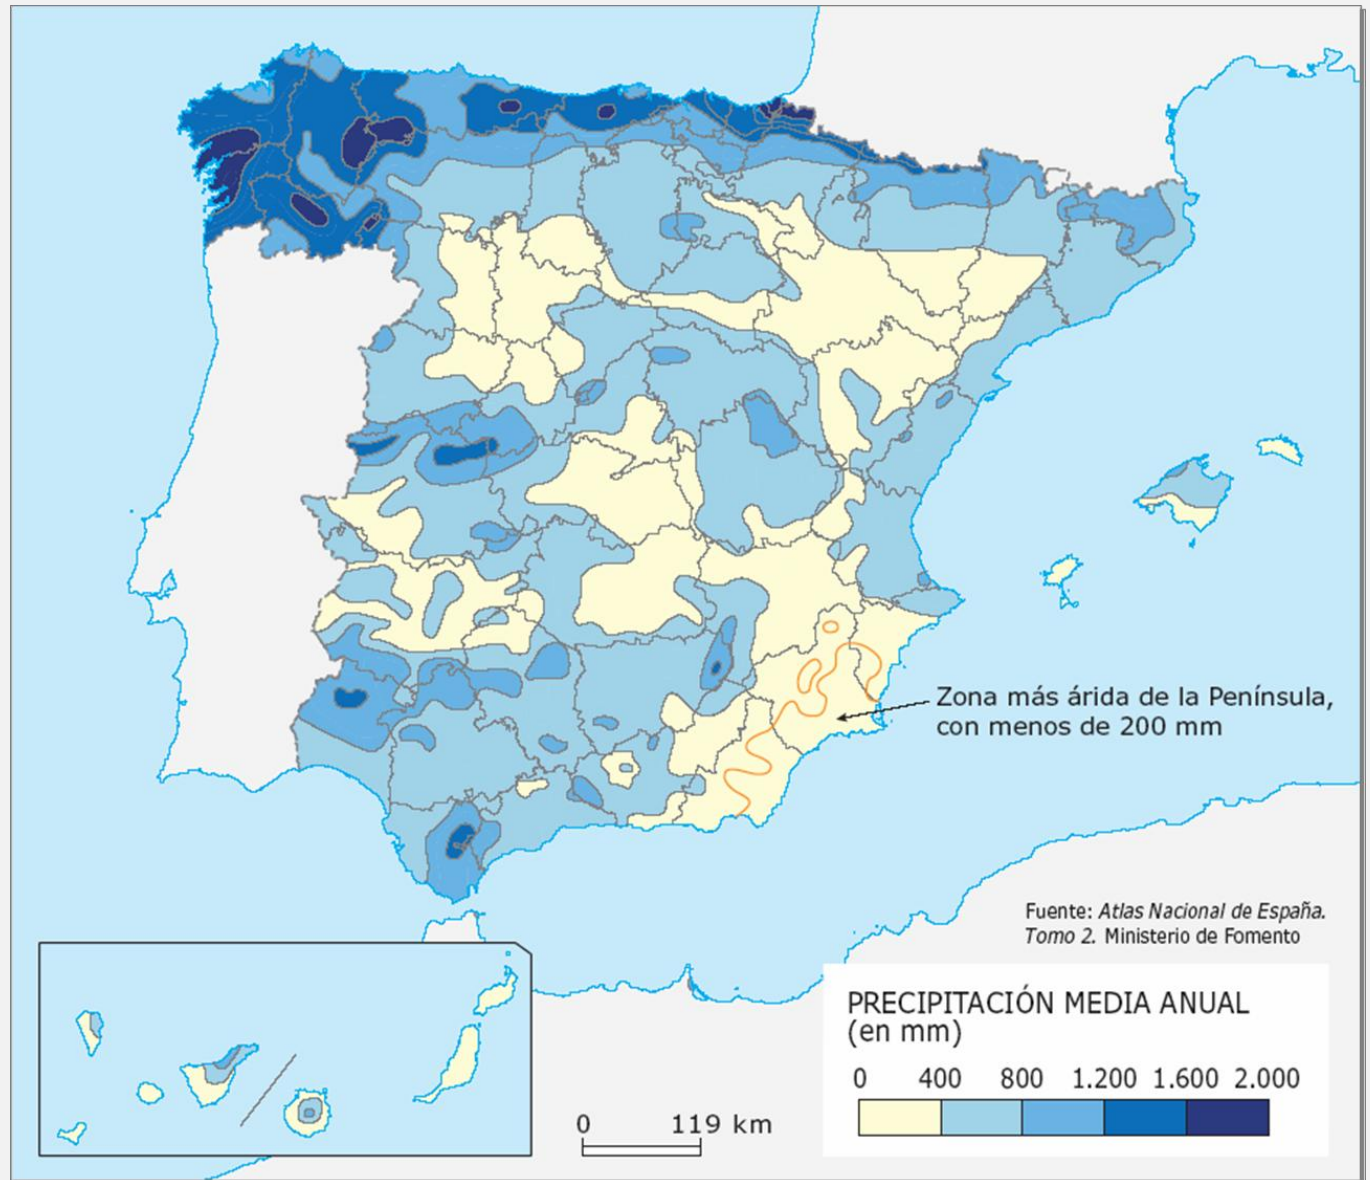 Zona más árida de la Península,
con menos de 200 mm
Fuente: Atlas Nacional de España.
Tomo 2. Ministerio de Fomento
PRECIPITACIÓN MEDIA ANUAL
(en mm)
0 400 800 1.200 1.600 2.000
0 119 km